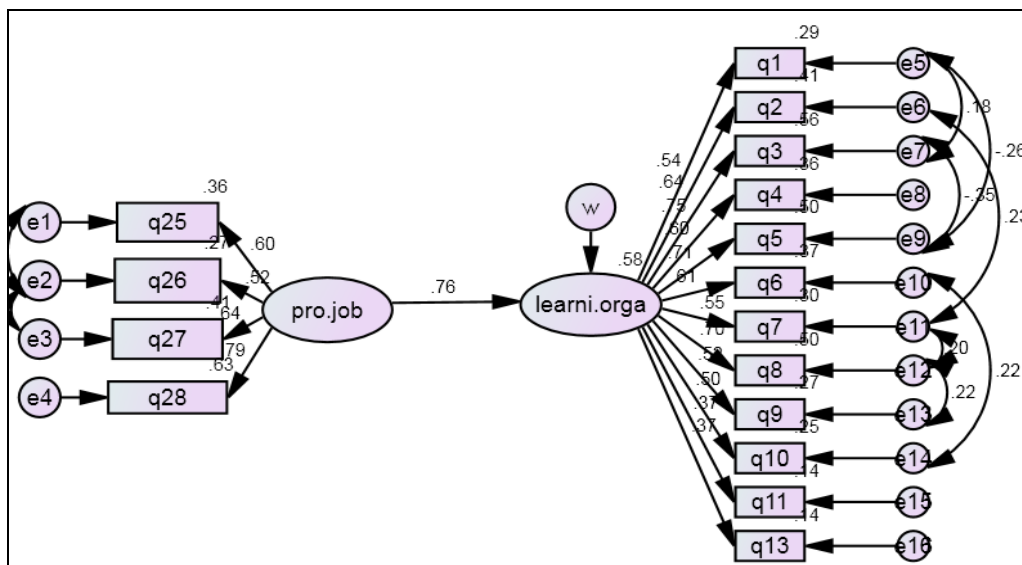 .36
e1
q25
.27
.60
e2
q26
.52
.41
.64
e3
q27
.79
.63
e4
q28
pro.job
.76
w
.58
learni.orga
.54
.64
.75
.60
.71
.61
.55
.70
.52
.50
.37
.37
.29
q1
e5
.41
q2
e6
.18
.56
q3
e7
-.26
.36
q4
e8
-.35
.50
q5
e9
.23
.37
q6
e10
.30
q7
e11
.20
.50
q8
e12
.22
.27
q9
e13
.22
.25
q10
e14
.14
q11
e15
.14
q13
e16